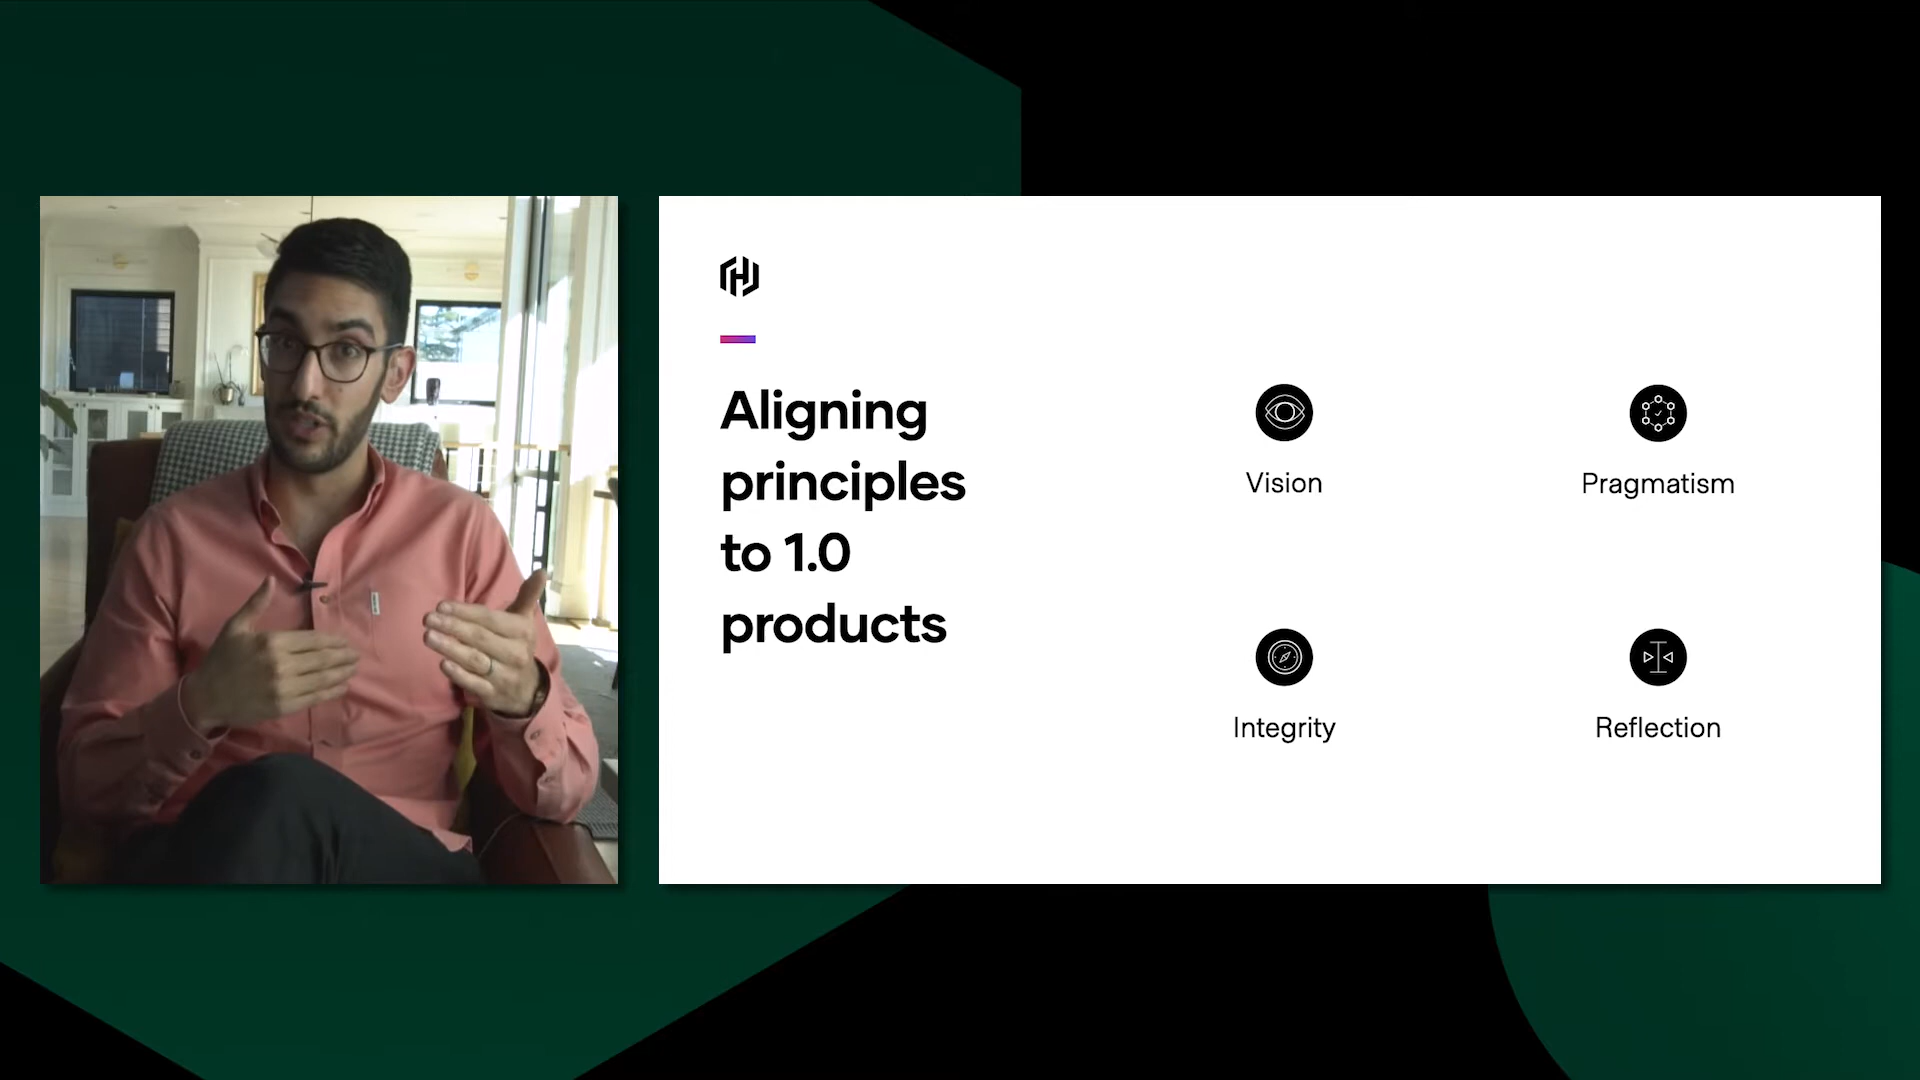 Aligning
principles
to 1.0
products
Vision
Pragmatism
Integrity
Reflection